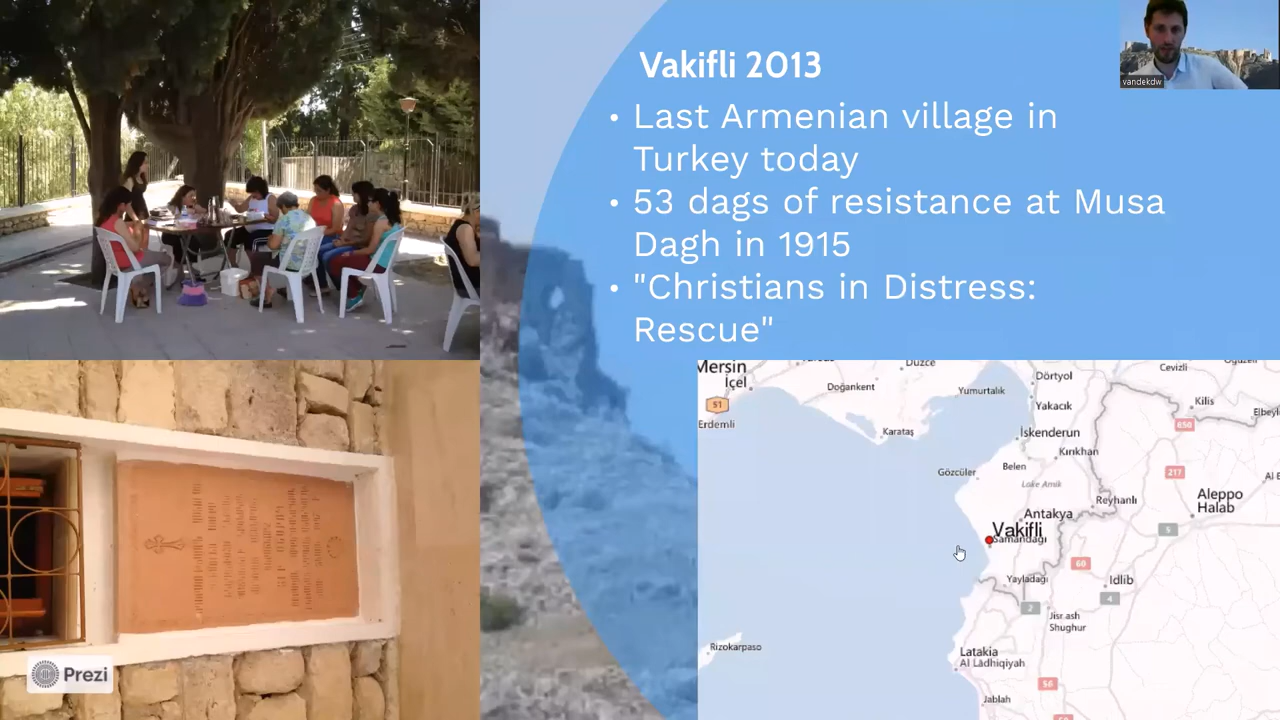 Vakifli 2013
• Last Armenian village in
Turkey today
• 53 dags of resistance at Musa
Dagh in 1915
• "Christians in Distress:
Rescue"
vandekdw
Prezi
Mersin
İçel
51
Erdemli
Düzce
Doğankent
Yumurtalık
Karataş
Dörtyol
Yakacık
İskenderun
Kırıkhan
Belen
Gözcüler
Lake Amik
Reyhanlı
Antakya
Vakifli
Samandağı
Yayladağı
Cevizli
Oğuzeli
Kilis
Elbeyli
650
217
Aleppo
Halab
5
60
Idlib
4
2
Jisr ash
Shughur
Rizokarpaso
Latakia
Al Lādhiqīyah
56
Jablah